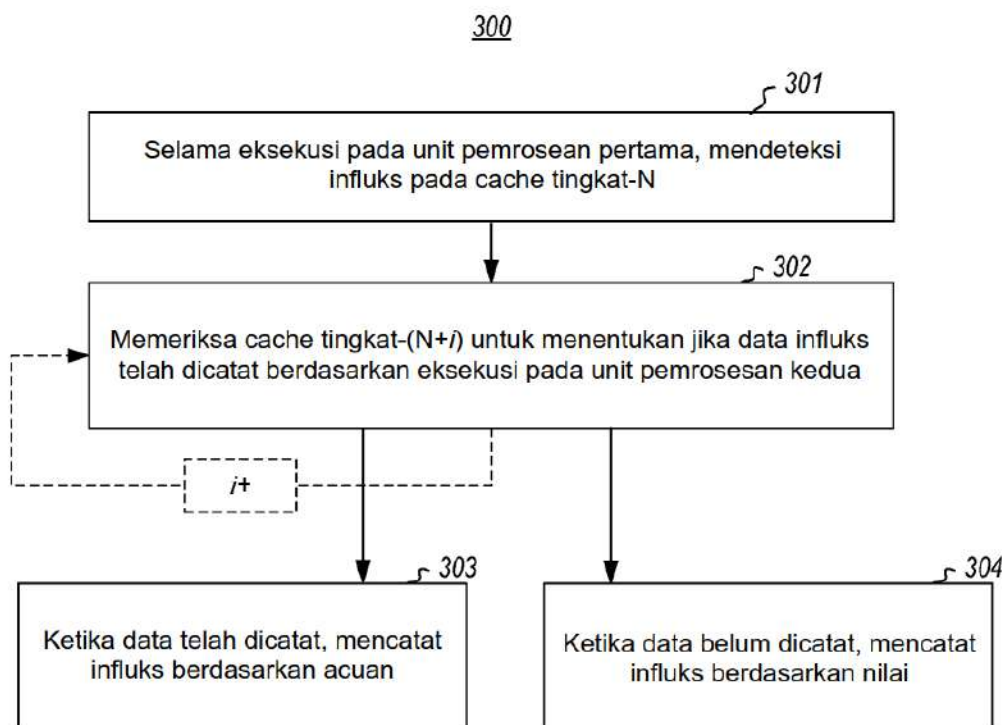 300
301
Selama eksekusi pada unit pemrosean pertama, mendeteksi
influks pada cache tingkat-N
302
Memeriksa cache tingkat-(N+i) untuk menentukan jika data influks
telah dicatat berdasarkan eksekusi pada unit pemrosesan kedua
i+
303
Ketika data telah dicatat, mencatat
influks berdasarkan acuan
304
Ketika data belum dicatat, mencatat
influks berdasarkan nilai